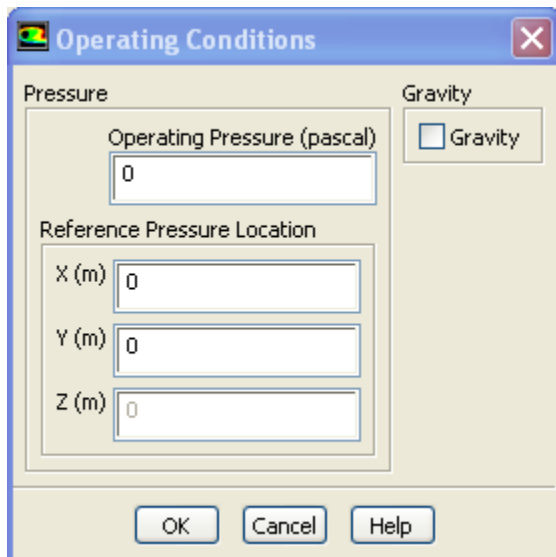 Operating Conditions
Pressure
Gravity
Operating Pressure (pascal)
Gravity
0
Reference Pressure Location
X (m) 0
Y (m) 0
Z (m) 0
OK Cancel Help